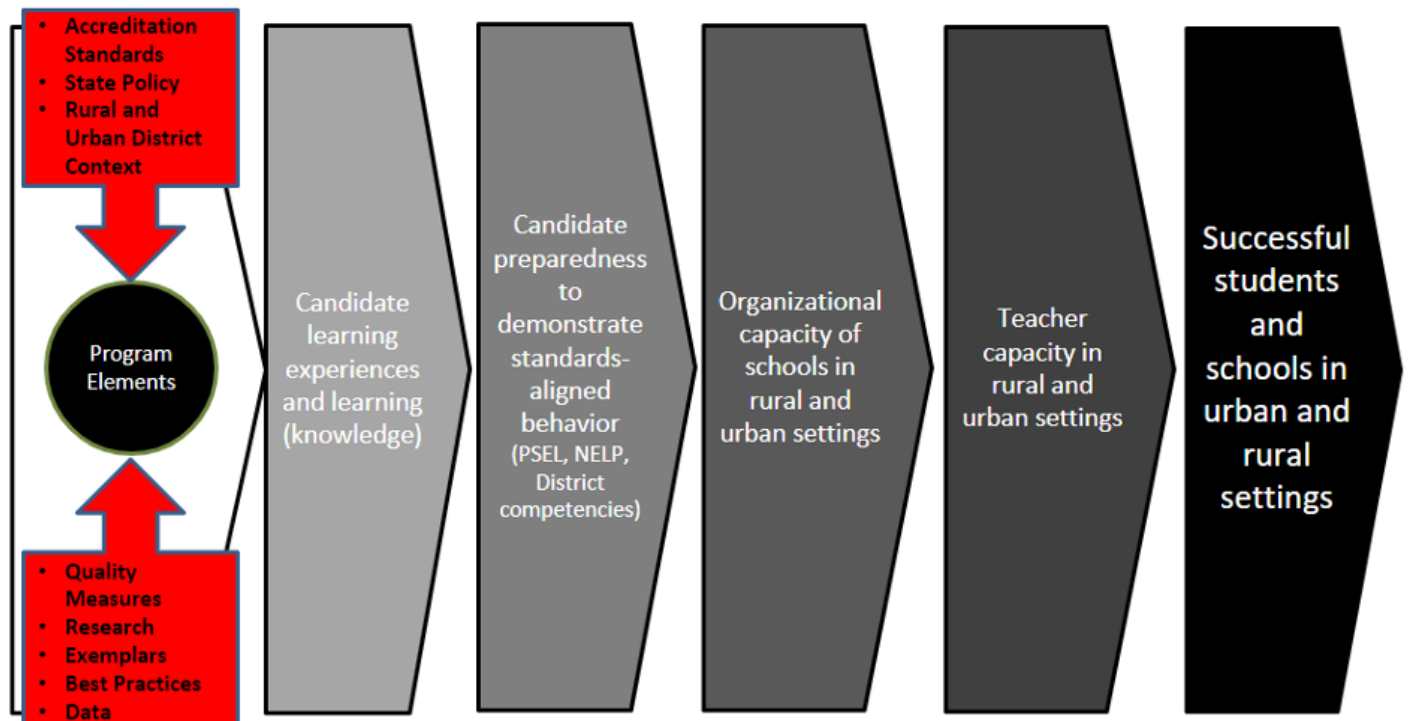 • Accreditation
Standards
• State Policy
• Rural and
Urban District
Context
Program
Elements
• Quality
Measures
• Research
• Exemplars
• Best Practices
• Data
Candidate
learning
experiences
and learning
(knowledge)
Candidate
preparedness
to
demonstrate
standards-
aligned
behavior
(PSEL, NELP,
District
competencies)
Organizational
capacity of
schools in
rural and
urban settings
Teacher
capacity in
rural and
urban settings
Successful
students
and
schools in
urban and
rural
settings